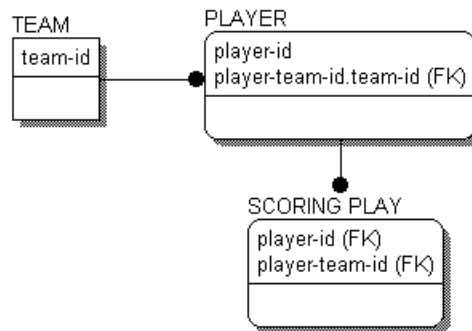 TEAM
team-id
PLAYER
player-id
player-team-id.team-id (FK)
SCORING PLAY
player-id (FK)
player-team-id (FK)